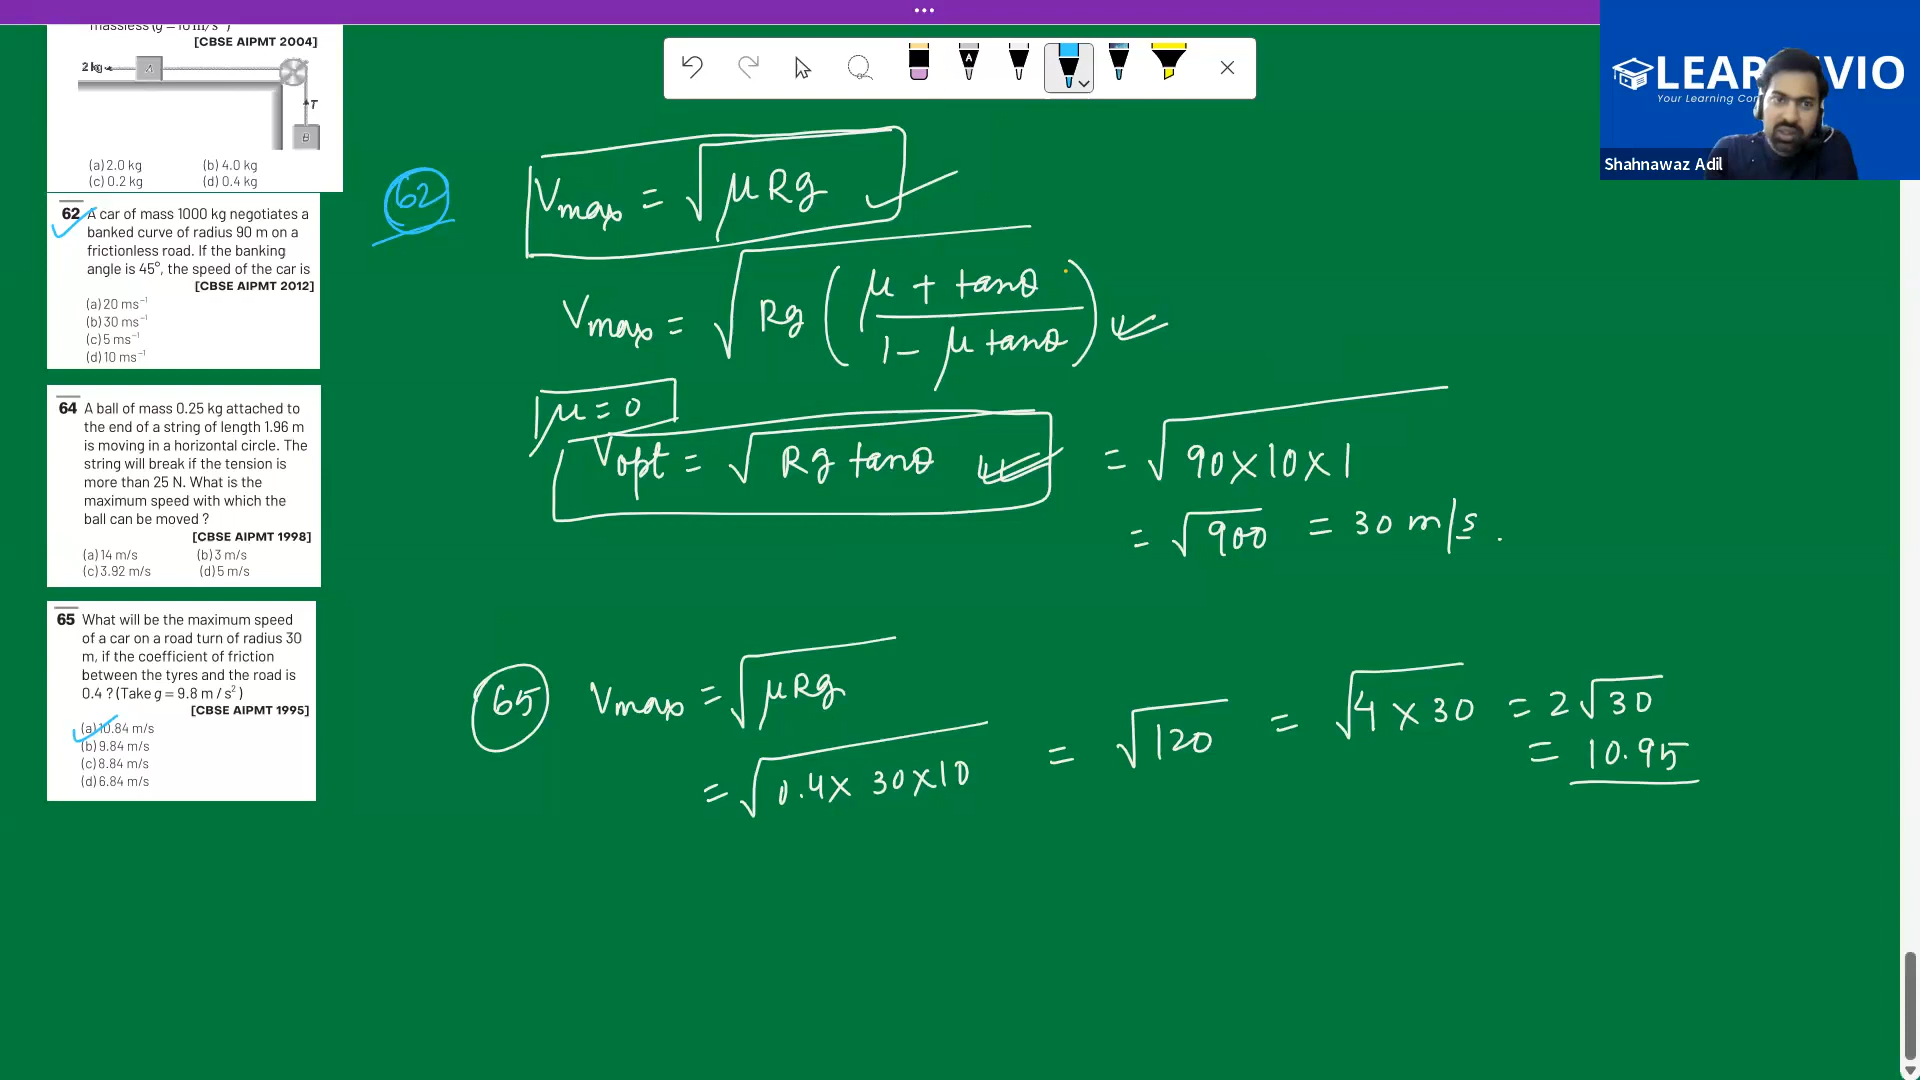 massless (g = 10 m/s²)
[CBSE AIPMT 2004]
2 kg
A
T
B
(a) 2.0 kg (b) 4.0 kg
(c) 0.2 kg (d) 0.4 kg
62 A car of mass 1000 kg negotiates a
banked curve of radius 90 m on a
frictionless road. If the banking
angle is 45°, the speed of the car is
[CBSE AIPMT 2012]
(a) 20 ms⁻¹
(b) 30 ms⁻¹
(c) 5 ms⁻¹
(d) 10 ms⁻¹
64 A ball of mass 0.25 kg attached to
the end of a string of length 1.96 m
is moving in a horizontal circle. The
string will break if the tension is
more than 25 N. What is the
maximum speed with which the
ball can be moved ?
[CBSE AIPMT 1998]
(a) 14 m/s (b) 3 m/s
(c) 3.92 m/s (d) 5 m/s
65 What will be the maximum speed
of a car on a road turn of radius 30
m, if the coefficient of friction
between the tyres and the road is
0.4 ? (Take g = 9.8 m / s²)
[CBSE AIPMT 1995]
(a) 10.84 m/s
(b) 9.84 m/s
(c) 8.84 m/s
(d) 6.84 m/s
62
Vmax = √μRg
Vmax = √Rg (μ + tanθ / 1 - μ tanθ)
μ = 0
Vopt = √Rg tanθ = √90 × 10 × 1
= √900 = 30 m/s.
65 Vmax = √μRg
= √0.4 × 30 × 10 = √120 = √4 × 30 = 2√30
= 10.95
LEAR VIO
Your Learning Co
Shahnawaz Adil